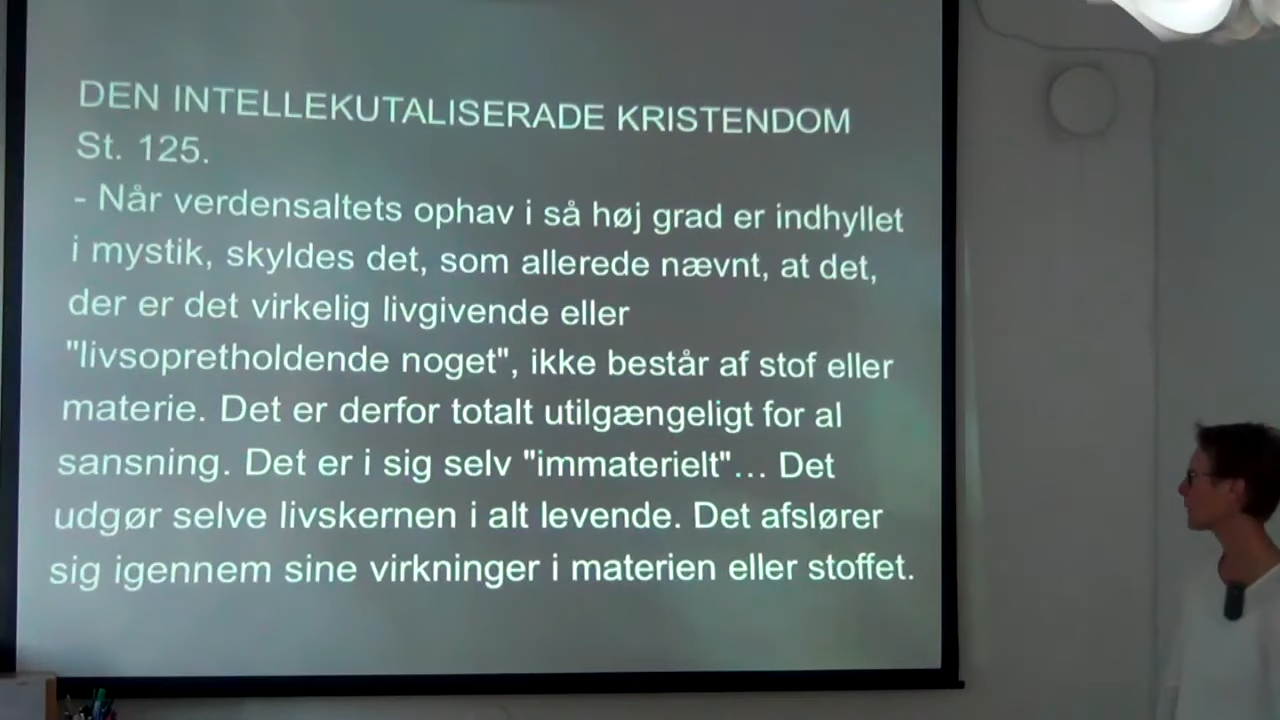 DEN INTELLEKUTALISERADE KRISTENDOM
St. 125.
- Når verdensaltets ophav i så høj grad er indhyllet
i mystik, skyldes det, som allerede nævnt, at det,
der er det virkelig livgivende eller
"livsopretholdende noget", ikke består af stof eller
materie. Det er derfor totalt utilgængeligt for al
sansning. Det er i sig selv "immaterielt"... Det
udgør selve livskernen i alt levende. Det afslører
sig igennem sine virkninger i materien eller stoffet.